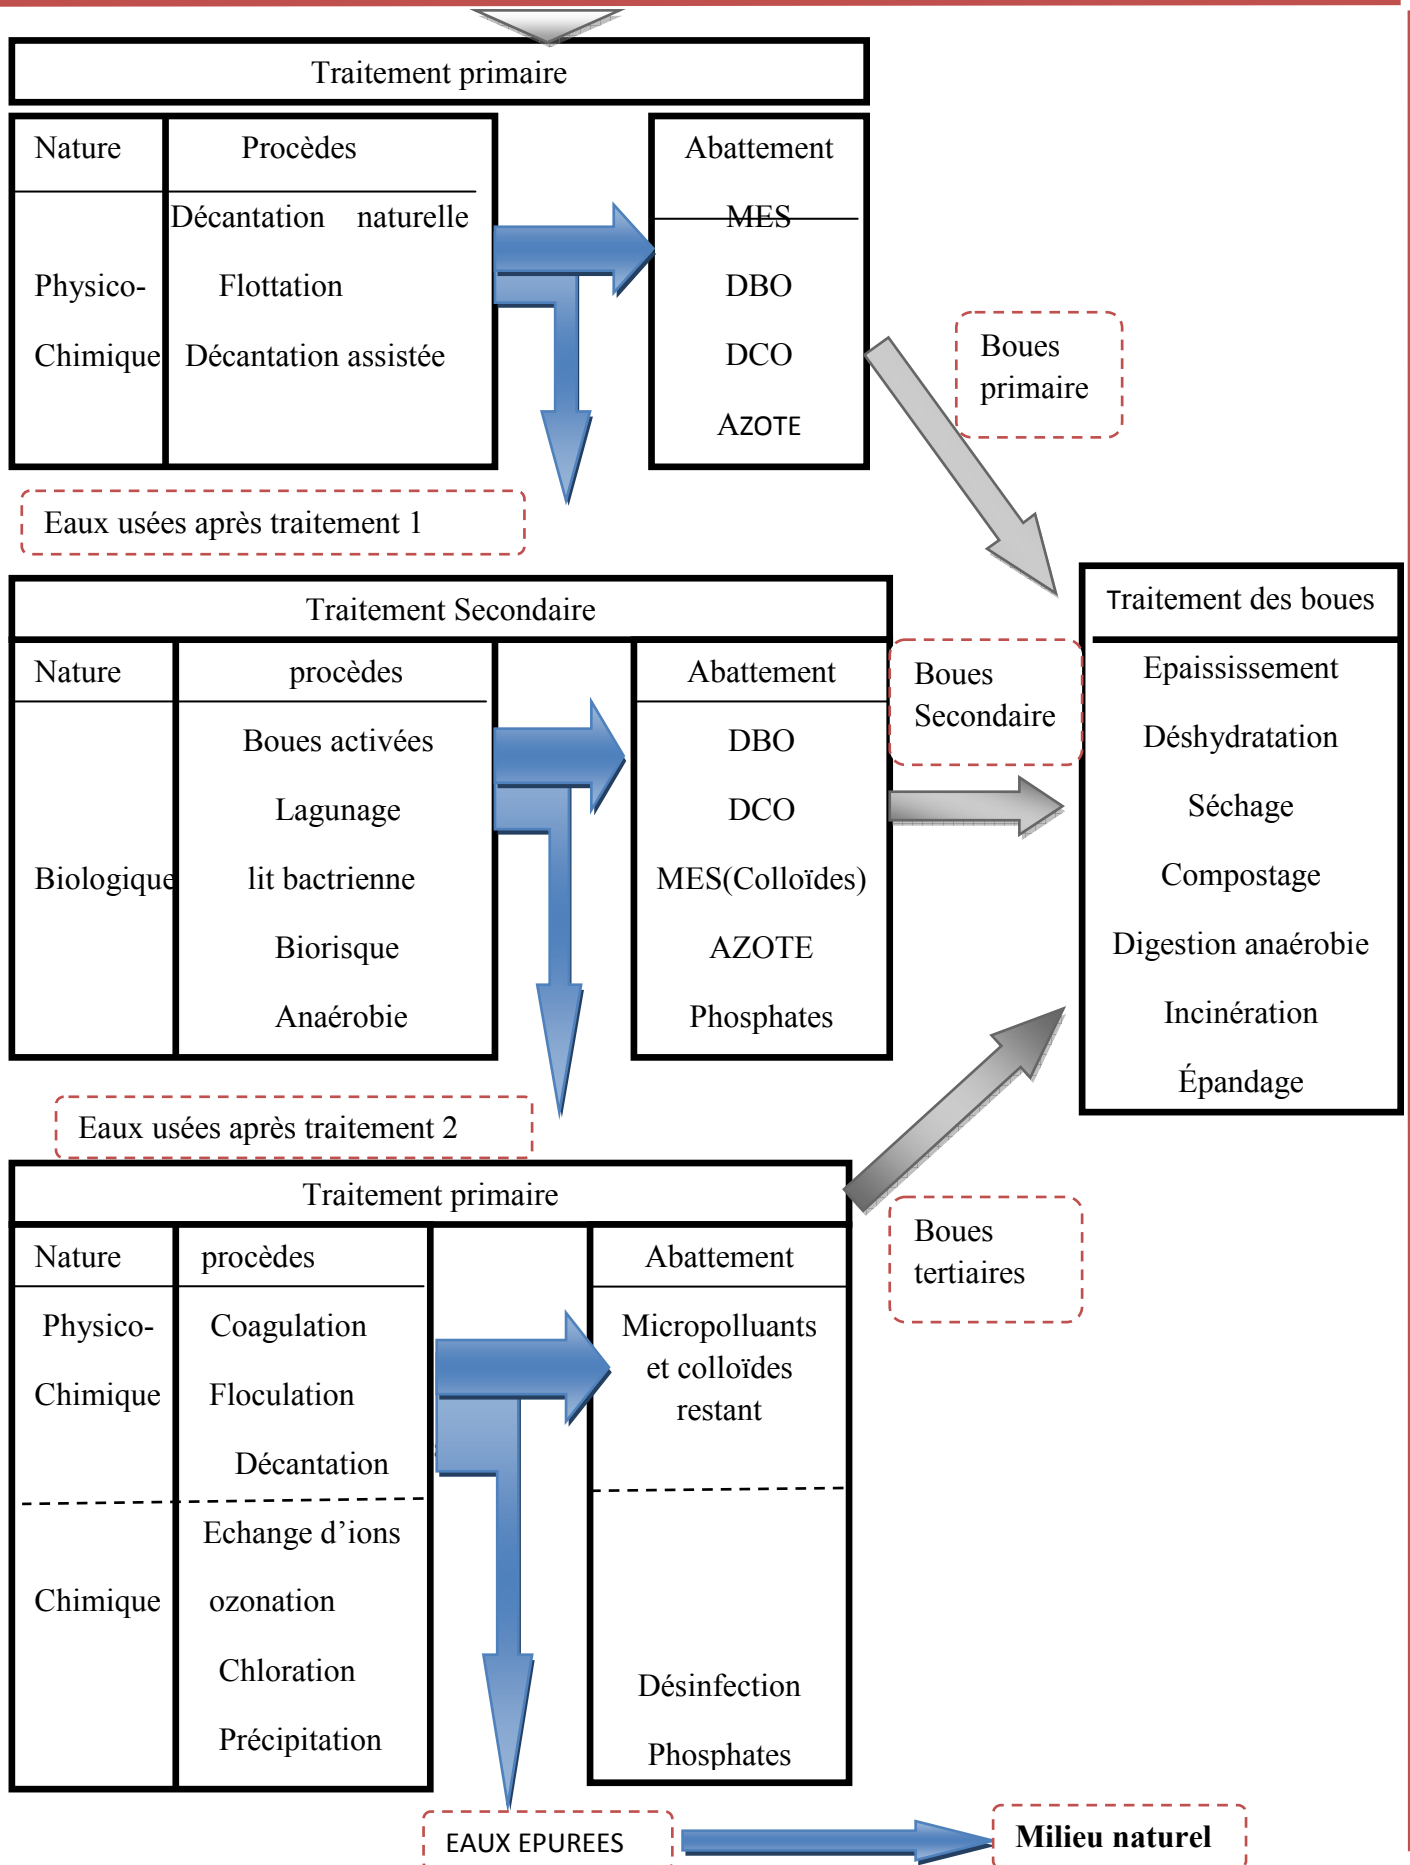 Traitement primaire
Nature Procèdes Abattement
Décantation naturelle MES
Physico- Flottation DBO
Chimique Décantation assistée DCO
AZOTE
Boues
primaire
Eaux usées après traitement 1
Traitement Secondaire
Nature procèdes Abattement
Boues activées DBO
Lagunage DCO
Biologique lit bactrienne MES(Colloïdes)
Biorisque AZOTE
Anaérobie Phosphates
Boues
Secondaire
Traitement des boues
Epaississement
Déshydratation
Séchage
Compostage
Digestion anaérobie
Incinération
Épandage
Eaux usées après traitement 2
Traitement primaire
Nature procèdes Abattement
Physico- Coagulation Micropolluants
et colloïdes
Chimique Floculation
restant
Décantation
Echange d’ions
Chimique ozonation
Chloration Désinfection
Précipitation Phosphates
Boues
tertiaires
EAUX EPUREES
Milieu naturel